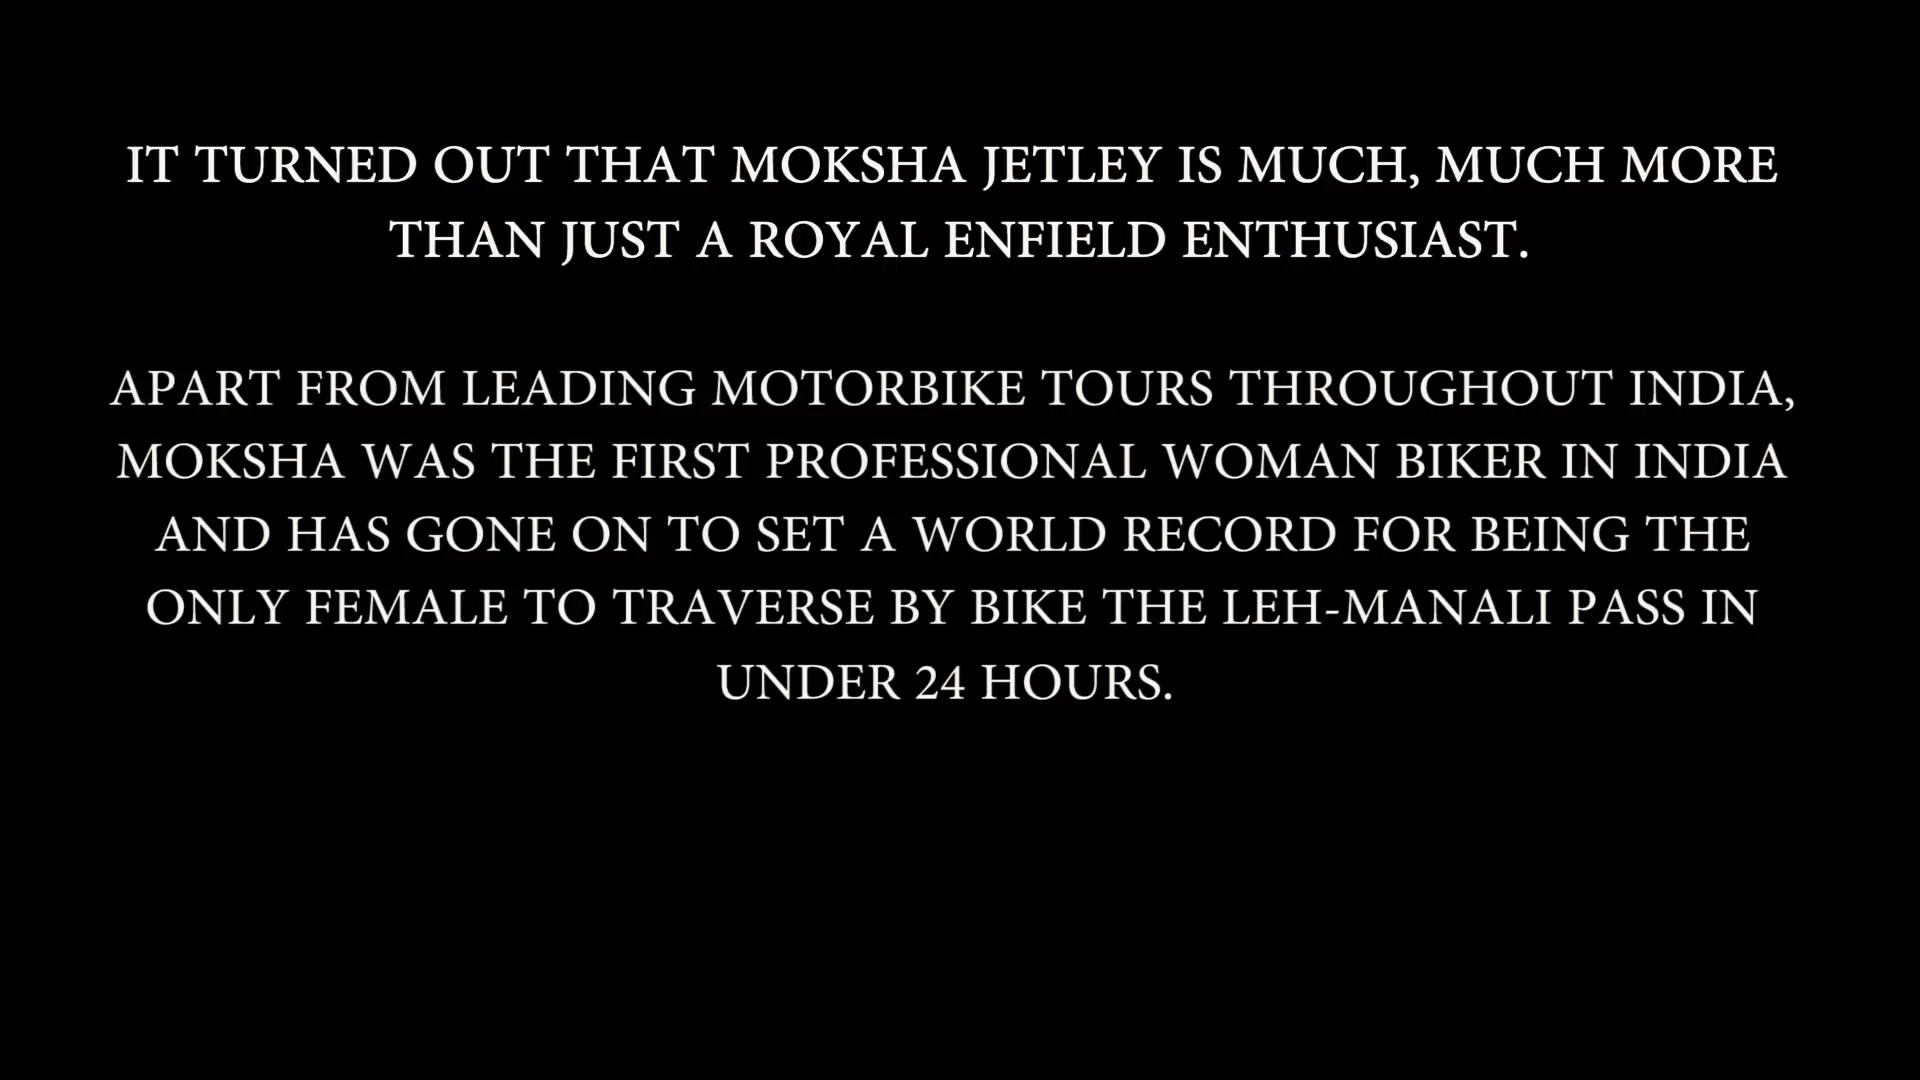 IT TURNED OUT THAT MOKSHA JETLEY IS MUCH, MUCH MORE
THAN JUST A ROYAL ENFIELD ENTHUSIAST.
APART FROM LEADING MOTORBIKE TOURS THROUGHOUT INDIA,
MOKSHA WAS THE FIRST PROFESSIONAL WOMAN BIKER IN INDIA
AND HAS GONE ON TO SET A WORLD RECORD FOR BEING THE
ONLY FEMALE TO TRAVERSE BY BIKE THE LEH-MANALI PASS IN
UNDER 24 HOURS.